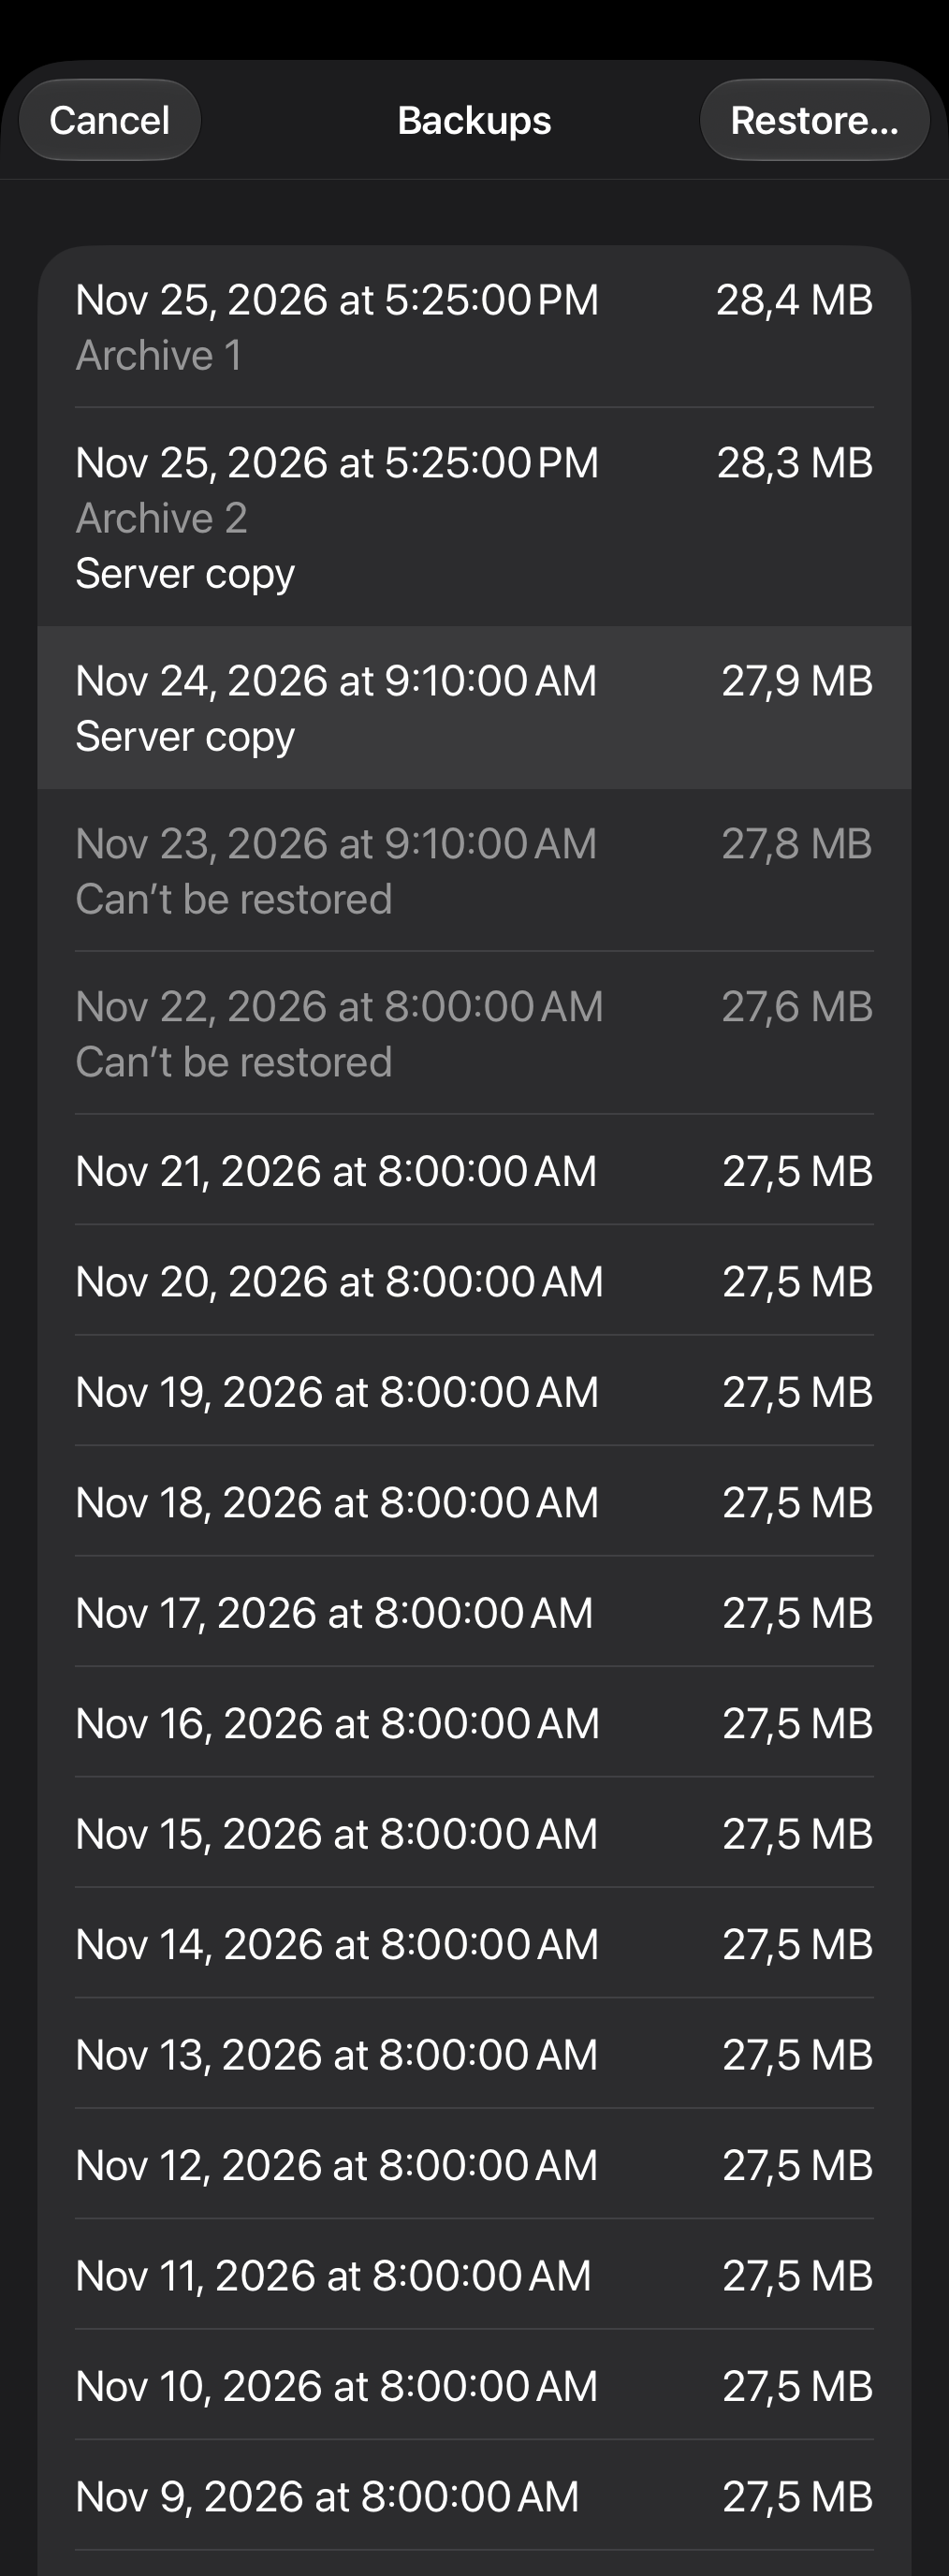 Cancel Backups Restore...
Nov 25, 2026 at 5:25:00 PM 28,4 MB
Archive 1
Nov 25, 2026 at 5:25:00 PM 28,3 MB
Archive 2
Server copy
Nov 24, 2026 at 9:10:00 AM 27,9 MB
Server copy
Nov 23, 2026 at 9:10:00 AM 27,8 MB
Can’t be restored
Nov 22, 2026 at 8:00:00 AM 27,6 MB
Can’t be restored
Nov 21, 2026 at 8:00:00 AM 27,5 MB
Nov 20, 2026 at 8:00:00 AM 27,5 MB
Nov 19, 2026 at 8:00:00 AM 27,5 MB
Nov 18, 2026 at 8:00:00 AM 27,5 MB
Nov 17, 2026 at 8:00:00 AM 27,5 MB
Nov 16, 2026 at 8:00:00 AM 27,5 MB
Nov 15, 2026 at 8:00:00 AM 27,5 MB
Nov 14, 2026 at 8:00:00 AM 27,5 MB
Nov 13, 2026 at 8:00:00 AM 27,5 MB
Nov 12, 2026 at 8:00:00 AM 27,5 MB
Nov 11, 2026 at 8:00:00 AM 27,5 MB
Nov 10, 2026 at 8:00:00 AM 27,5 MB
Nov 9, 2026 at 8:00:00 AM 27,5 MB